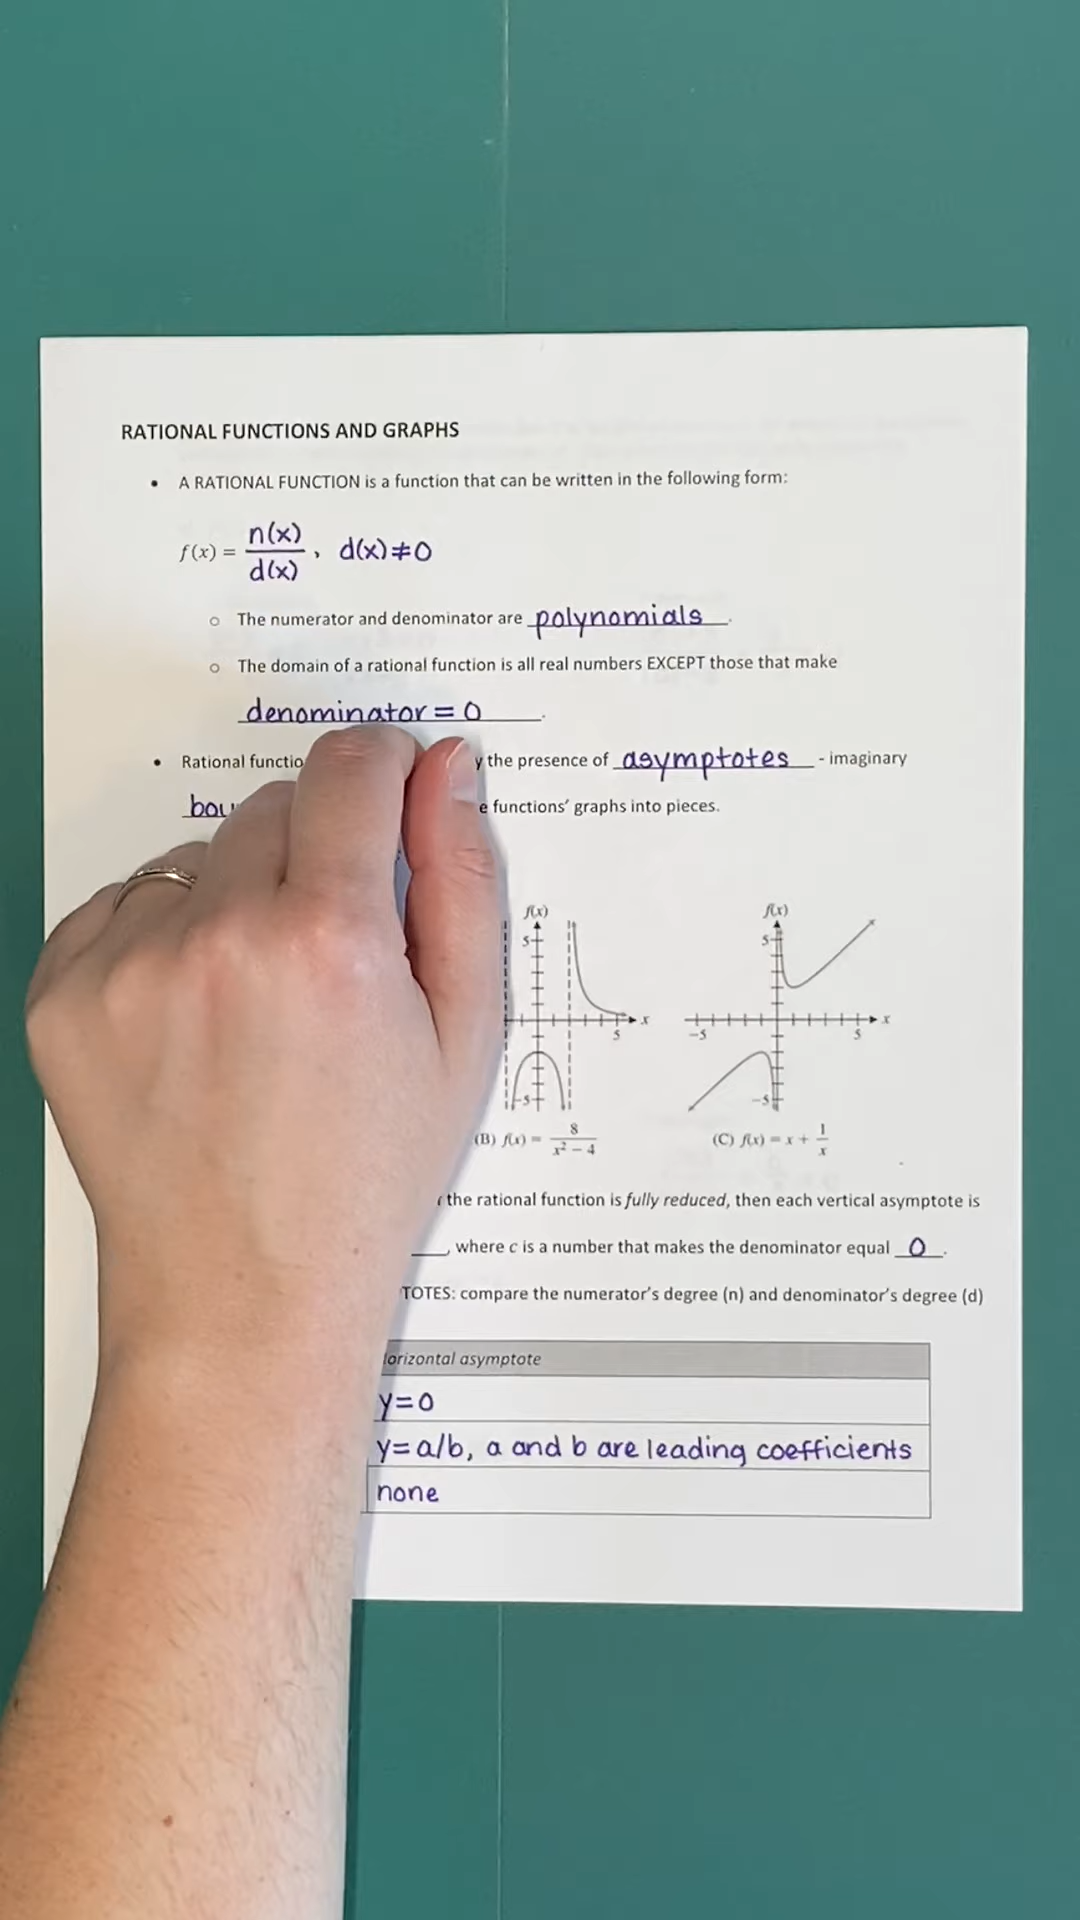 RATIONAL FUNCTIONS AND GRAPHS
• A RATIONAL FUNCTION is a function that can be written in the following form:
f(x) = n(x)/d(x), d(x)≠0
○ The numerator and denominator are polynomials.
○ The domain of a rational function is all real numbers EXCEPT those that make
denominator = 0.
• Rational the presence of asymptotes - imaginary
functions' graphs into pieces.
f(x) f(x)
5 5
x x
5 -5 5
-5 -5
(B) f(x) = 8/(x² - 4) (C) f(x) = x + 1/x
the rational function is fully reduced, then each vertical asymptote is
, where c is a number that makes the denominator equal 0.
compare the numerator's degree (n) and denominator's degree (d)
asymptote
y=0
y=a/b, a and b are leading coefficients
none